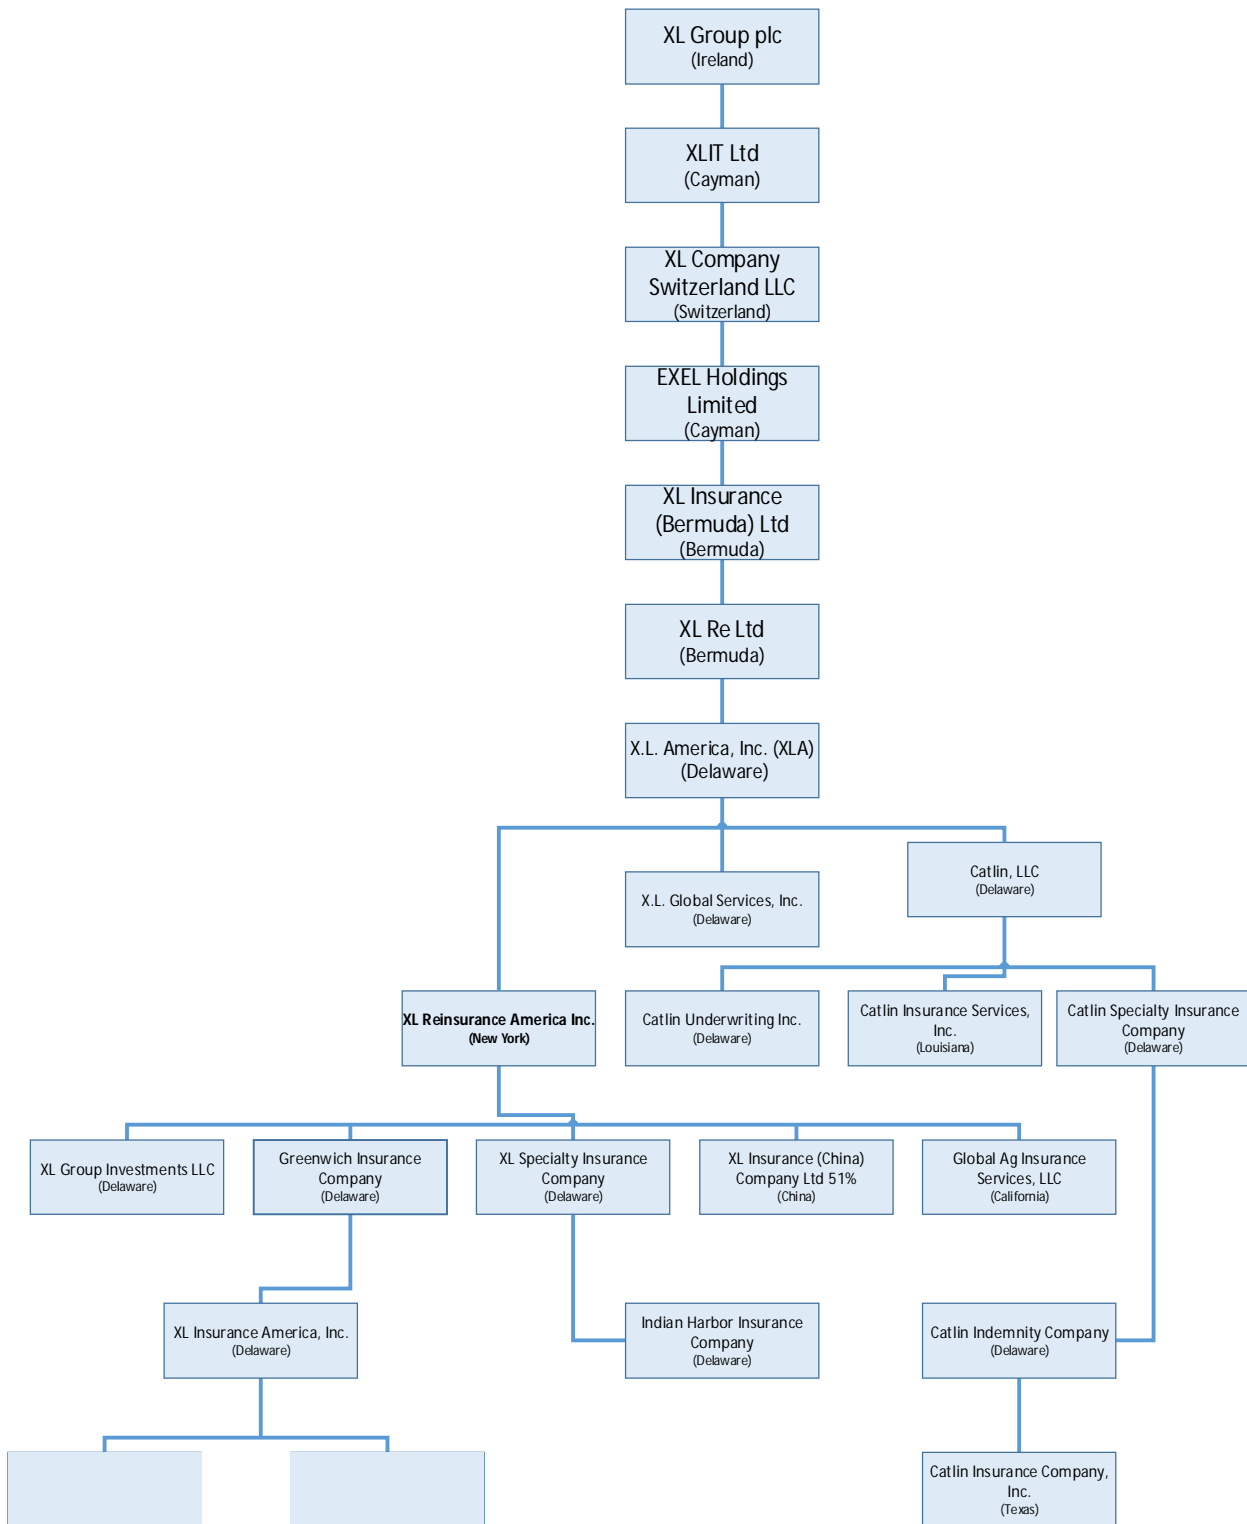 XL Group plc
(Ireland)
XLIT Ltd
(Cayman)
XL Company
Switzerland LLC
(Switzerland)
EXEL Holdings
Limited
(Cayman)
XL Insurance
(Bermuda) Ltd
(Bermuda)
XL Re Ltd
(Bermuda)
X.L. America, Inc. (XLA)
(Delaware)
Catlin, LLC
(Delaware)
X.L. Global Services, Inc.
(Delaware)
XL Reinsurance America Inc.
(New York)
Catlin Underwriting Inc.
(Delaware)
Catlin Insurance Services,
Inc.
(Louisiana)
Catlin Specialty Insurance
Company
(Delaware)
XL Group Investments LLC
(Delaware)
Greenwich Insurance
Company
(Delaware)
XL Specialty Insurance
Company
(Delaware)
XL Insurance (China)
Company Ltd 51%
(China)
Global Ag Insurance
Services, LLC
(California)
XL Insurance America, Inc.
(Delaware)
Indian Harbor Insurance
Company
(Delaware)
Catlin Indemnity Company
(Delaware)
Catlin Insurance Company,
Inc.
(Texas)